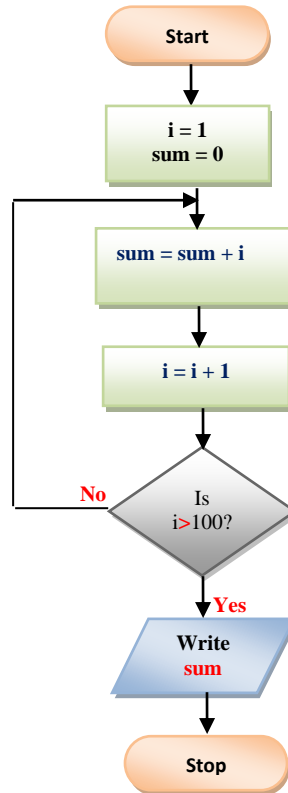 Start
i = 1
sum = 0
sum = sum + i
i = i + 1
Is
i>100?
No
Yes
Write
sum
Stop